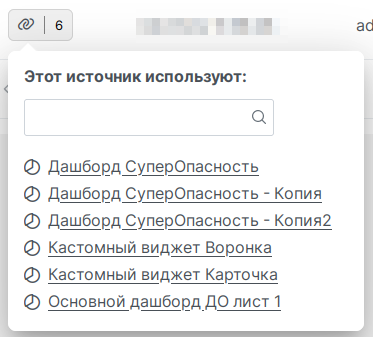 6
ad
Этот источник используют:
Дашборд СуперОпасность
Дашборд СуперОпасность - Копия
Дашборд СуперОпасность - Копия2
Кастомный виджет Воронка
Кастомный виджет Карточка
Основной дашборд ДО лист 1